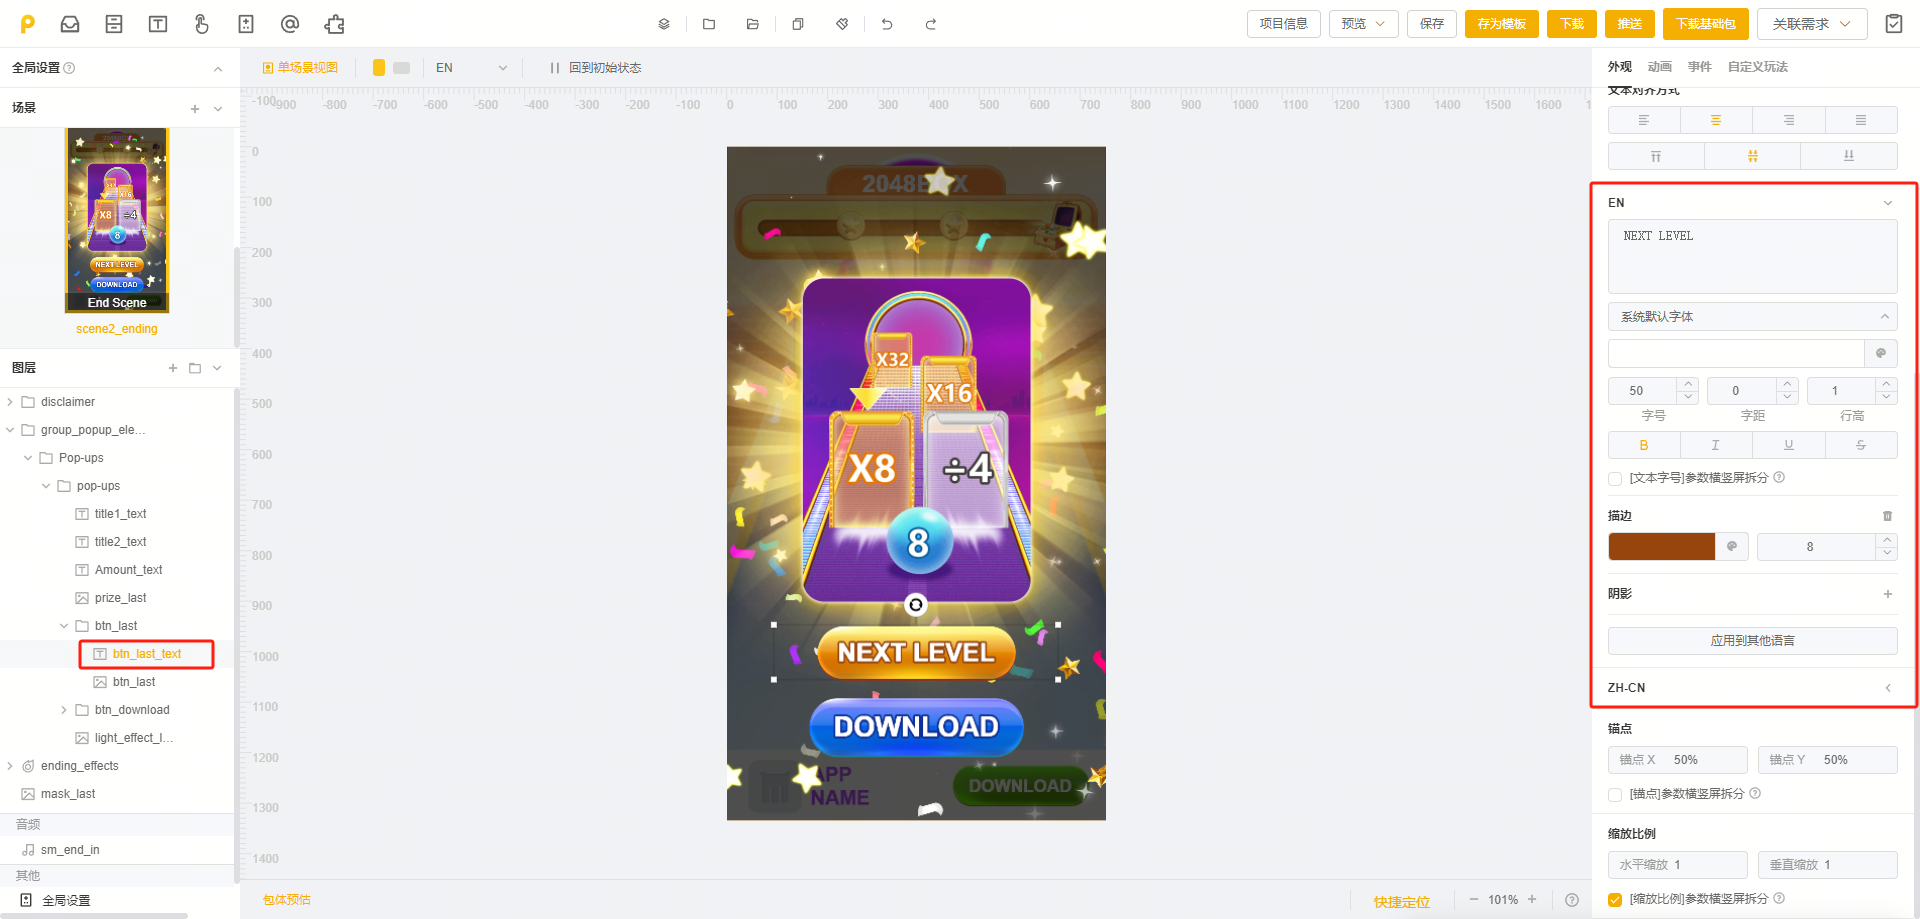 项目信息
预览
保存
存为模板
下载
推送
下载基础包
关联需求
全局设置
场景
X16
X8
÷4
8
NEXT LEVEL
DOWNLOAD
End Scene
scene2_ending
图层
disclaimer
group_popup_ele...
Pop-ups
pop-ups
title1_text
title2_text
Amount_text
prize_last
btn_last
btn_last_text
btn_last
btn_download
light_effect_l...
ending_effects
mask_last
音频
sm_end_in
其他
全局设置
单场景视图
EN
回到初始状态
-100 -900 -800 -700 -600 -500 -400 -300 -200 -100 0 100 200 300 400 500 600 700 800 900 1000 1100 1200 1300 1400 1500 1600 1
0
100
200
300
400
500
600
700
800
900
1000
1100
1200
1300
1400
X32
X16
X8
÷4
8
NEXT LEVEL
DOWNLOAD
APP
NAME
DOWNLOAD
包体预估
快捷定位
101%
外观 动画 事件 自定义玩法
文本对齐方式
EN
NEXT LEVEL
系统默认字体
50 0 1
字号 字距 行高
B I U S
[文本字号]参数横竖屏拆分
描边
8
阴影
应用到其他语言
ZH-CN
锚点
锚点 X 50% 锚点 Y 50%
[锚点]参数横竖屏拆分
缩放比例
水平缩放 1 垂直缩放 1
[缩放比例]参数横竖屏拆分